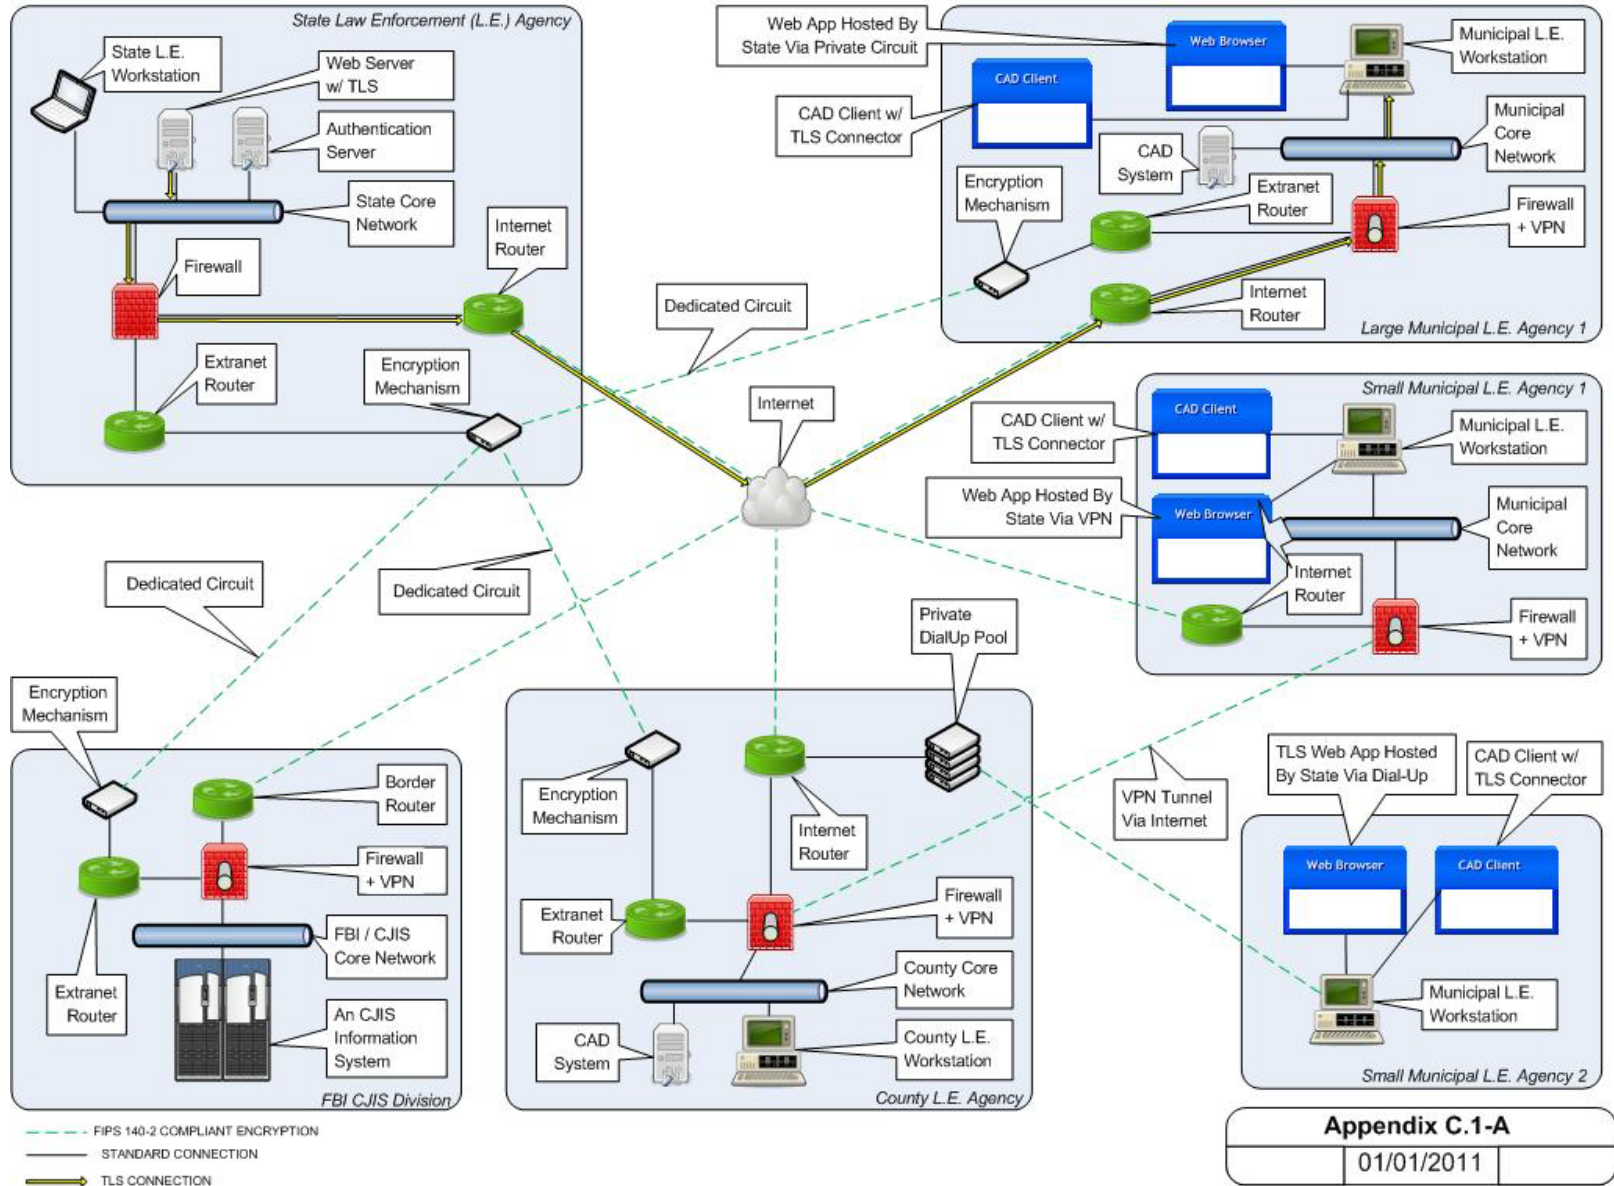 State Law Enforcement (L.E.) Agency
State L.E.
Workstation
Web Server
w/ TLS
Authentication
Server
State Core
Network
Internet
Router
Firewall
Extranet
Router
Encryption
Mechanism
Dedicated Circuit
Internet
Web App Hosted By
State Via Private Circuit
Web Browser
Municipal L.E.
Workstation
CAD Client
CAD Client w/
TLS Connector
Municipal
Core
Network
CAD
System
Encryption
Mechanism
Extranet
Router
Firewall
+ VPN
Internet
Router
Large Municipal L.E. Agency 1
Small Municipal L.E. Agency 1
CAD Client
CAD Client w/
TLS Connector
Municipal L.E.
Workstation
Web App Hosted By
State Via VPN
Web Browser
Municipal
Core
Network
Internet
Router
Firewall
+ VPN
Dedicated Circuit
Dedicated Circuit
Private
DialUp Pool
Encryption
Mechanism
Border
Router
Firewall
+ VPN
FBI / CJIS
Core Network
Extranet
Router
An CJIS
Information
System
FBI CJIS Division
Encryption
Mechanism
Internet
Router
Extranet
Router
Firewall
+ VPN
County Core
Network
CAD
System
County L.E.
Workstation
County L.E. Agency
VPN Tunnel
Via Internet
TLS Web App Hosted
By State Via Dial-Up
CAD Client w/
TLS Connector
Web Browser
CAD Client
Municipal L.E.
Workstation
Small Municipal L.E. Agency 2
FIPS 140-2 COMPLIANT ENCRYPTION
STANDARD CONNECTION
TLS CONNECTION
Appendix C.1-A
01/01/2011